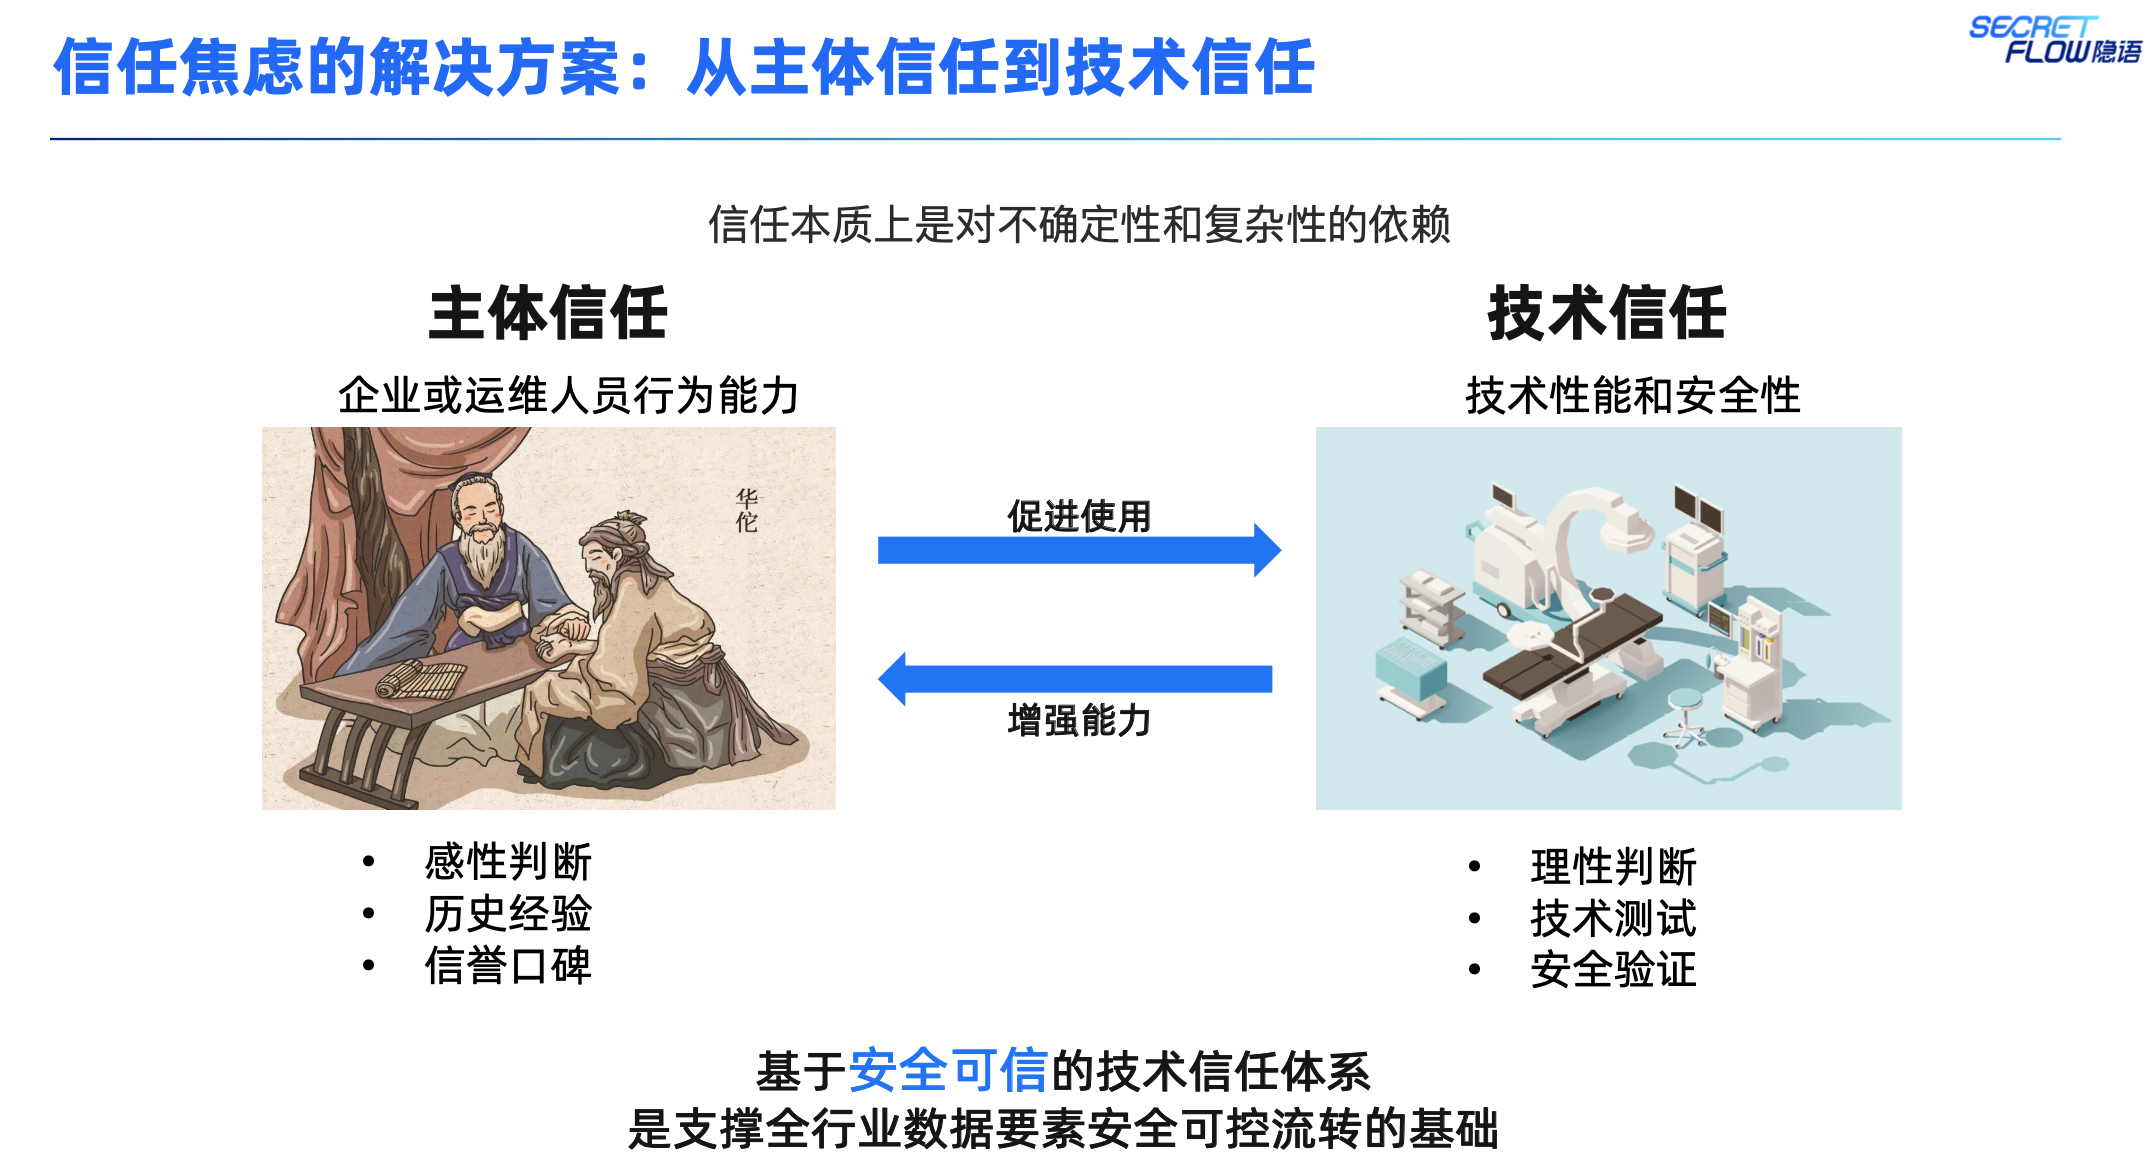 信任焦虑的解决方案：从主体信任到技术信任
SECRET
FLOW隐语
信任本质上是对不确定性和复杂性的依赖
主体信任
企业或运维人员行为能力
华
佗
• 感性判断
• 历史经验
• 信誉口碑
促进使用
增强能力
技术信任
技术性能和安全性
• 理性判断
• 技术测试
• 安全验证
基于安全可信的技术信任体系
是支撑全行业数据要素安全可控流转的基础